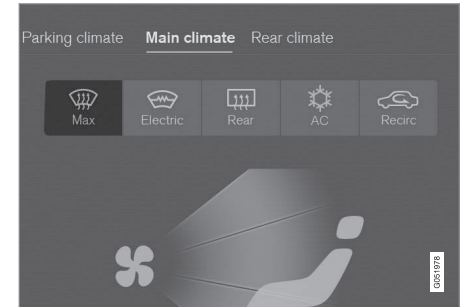 Parking climate Main climate Rear climate
Max Electric Rear AC Recirc
G051978